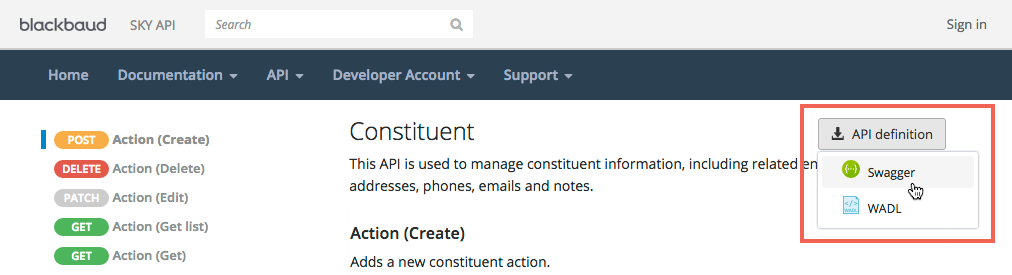 blackbaud SKY API Search Sign in
Home Documentation API Developer Account Support
POST Action (Create)
DELETE Action (Delete)
PATCH Action (Edit)
GET Action (Get list)
GET Action (Get)
Constituent
This API is used to manage constituent information, including related en
addresses, phones, emails and notes.
Action (Create)
Adds a new constituent action.
API definition
Swagger
WADL